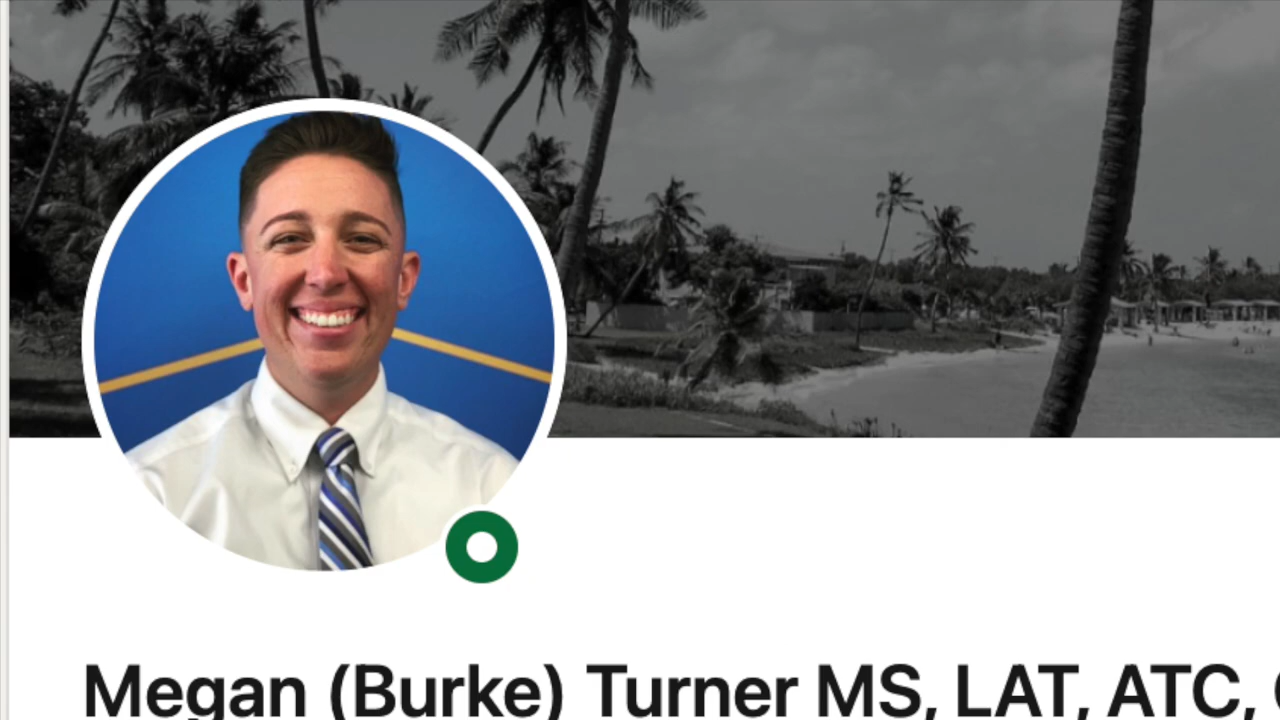 Megan (Burke) Turner MS, LAT, ATC,